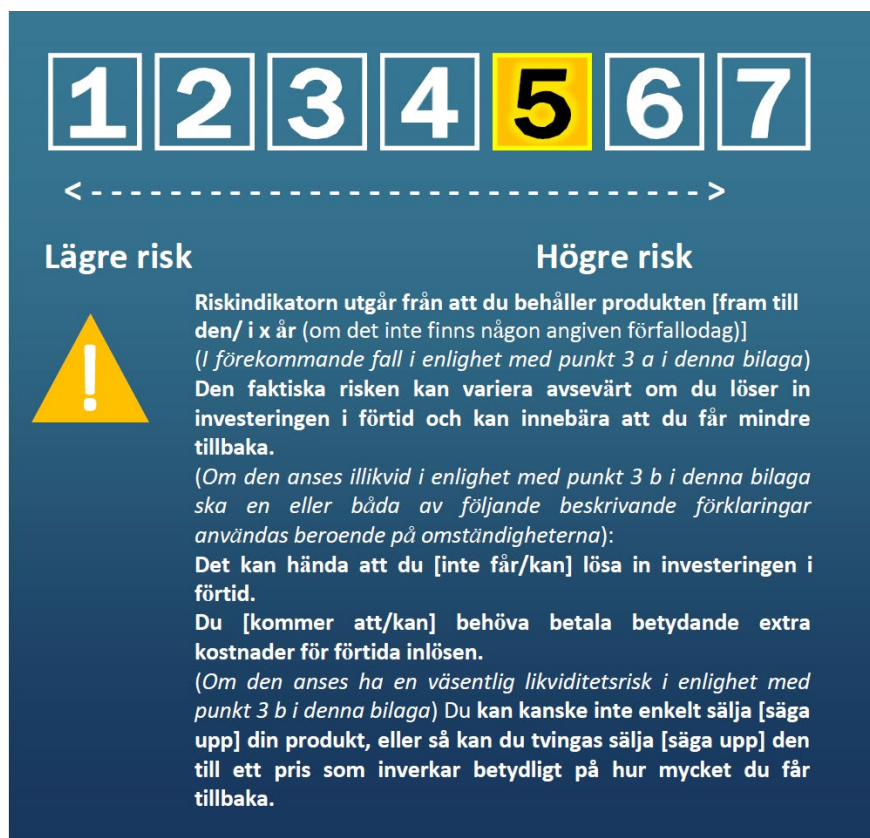 1 2 3 4 5 6 7
< - - - - - - - - - - - - - - - - - - - - - - - - - - - - - - - >
Lägre risk Högre risk
!
Riskindikatorn utgår från att du behåller produkten [fram till
den/ i x år (om det inte finns någon angiven förfallodag)]
(I förekommande fall i enlighet med punkt 3 a i denna bilaga)
Den faktiska risken kan variera avsevärt om du löser in
investeringen i förtid och kan innebära att du får mindre
tillbaka.
(Om den anses illikvid i enlighet med punkt 3 b i denna bilaga
ska en eller båda av följande beskrivande förklaringar
användas beroende på omständigheterna):
Det kan hända att du [inte får/kan] lösa in investeringen i
förtid.
Du [kommer att/kan] behöva betala betydande extra
kostnader för förtida inlösen.
(Om den anses ha en väsentlig likviditetsrisk i enlighet med
punkt 3 b i denna bilaga) Du kan kanske inte enkelt sälja [säga
upp] din produkt, eller så kan du tvingas sälja [säga upp] den
till ett pris som inverkar betydligt på hur mycket du får
tillbaka.